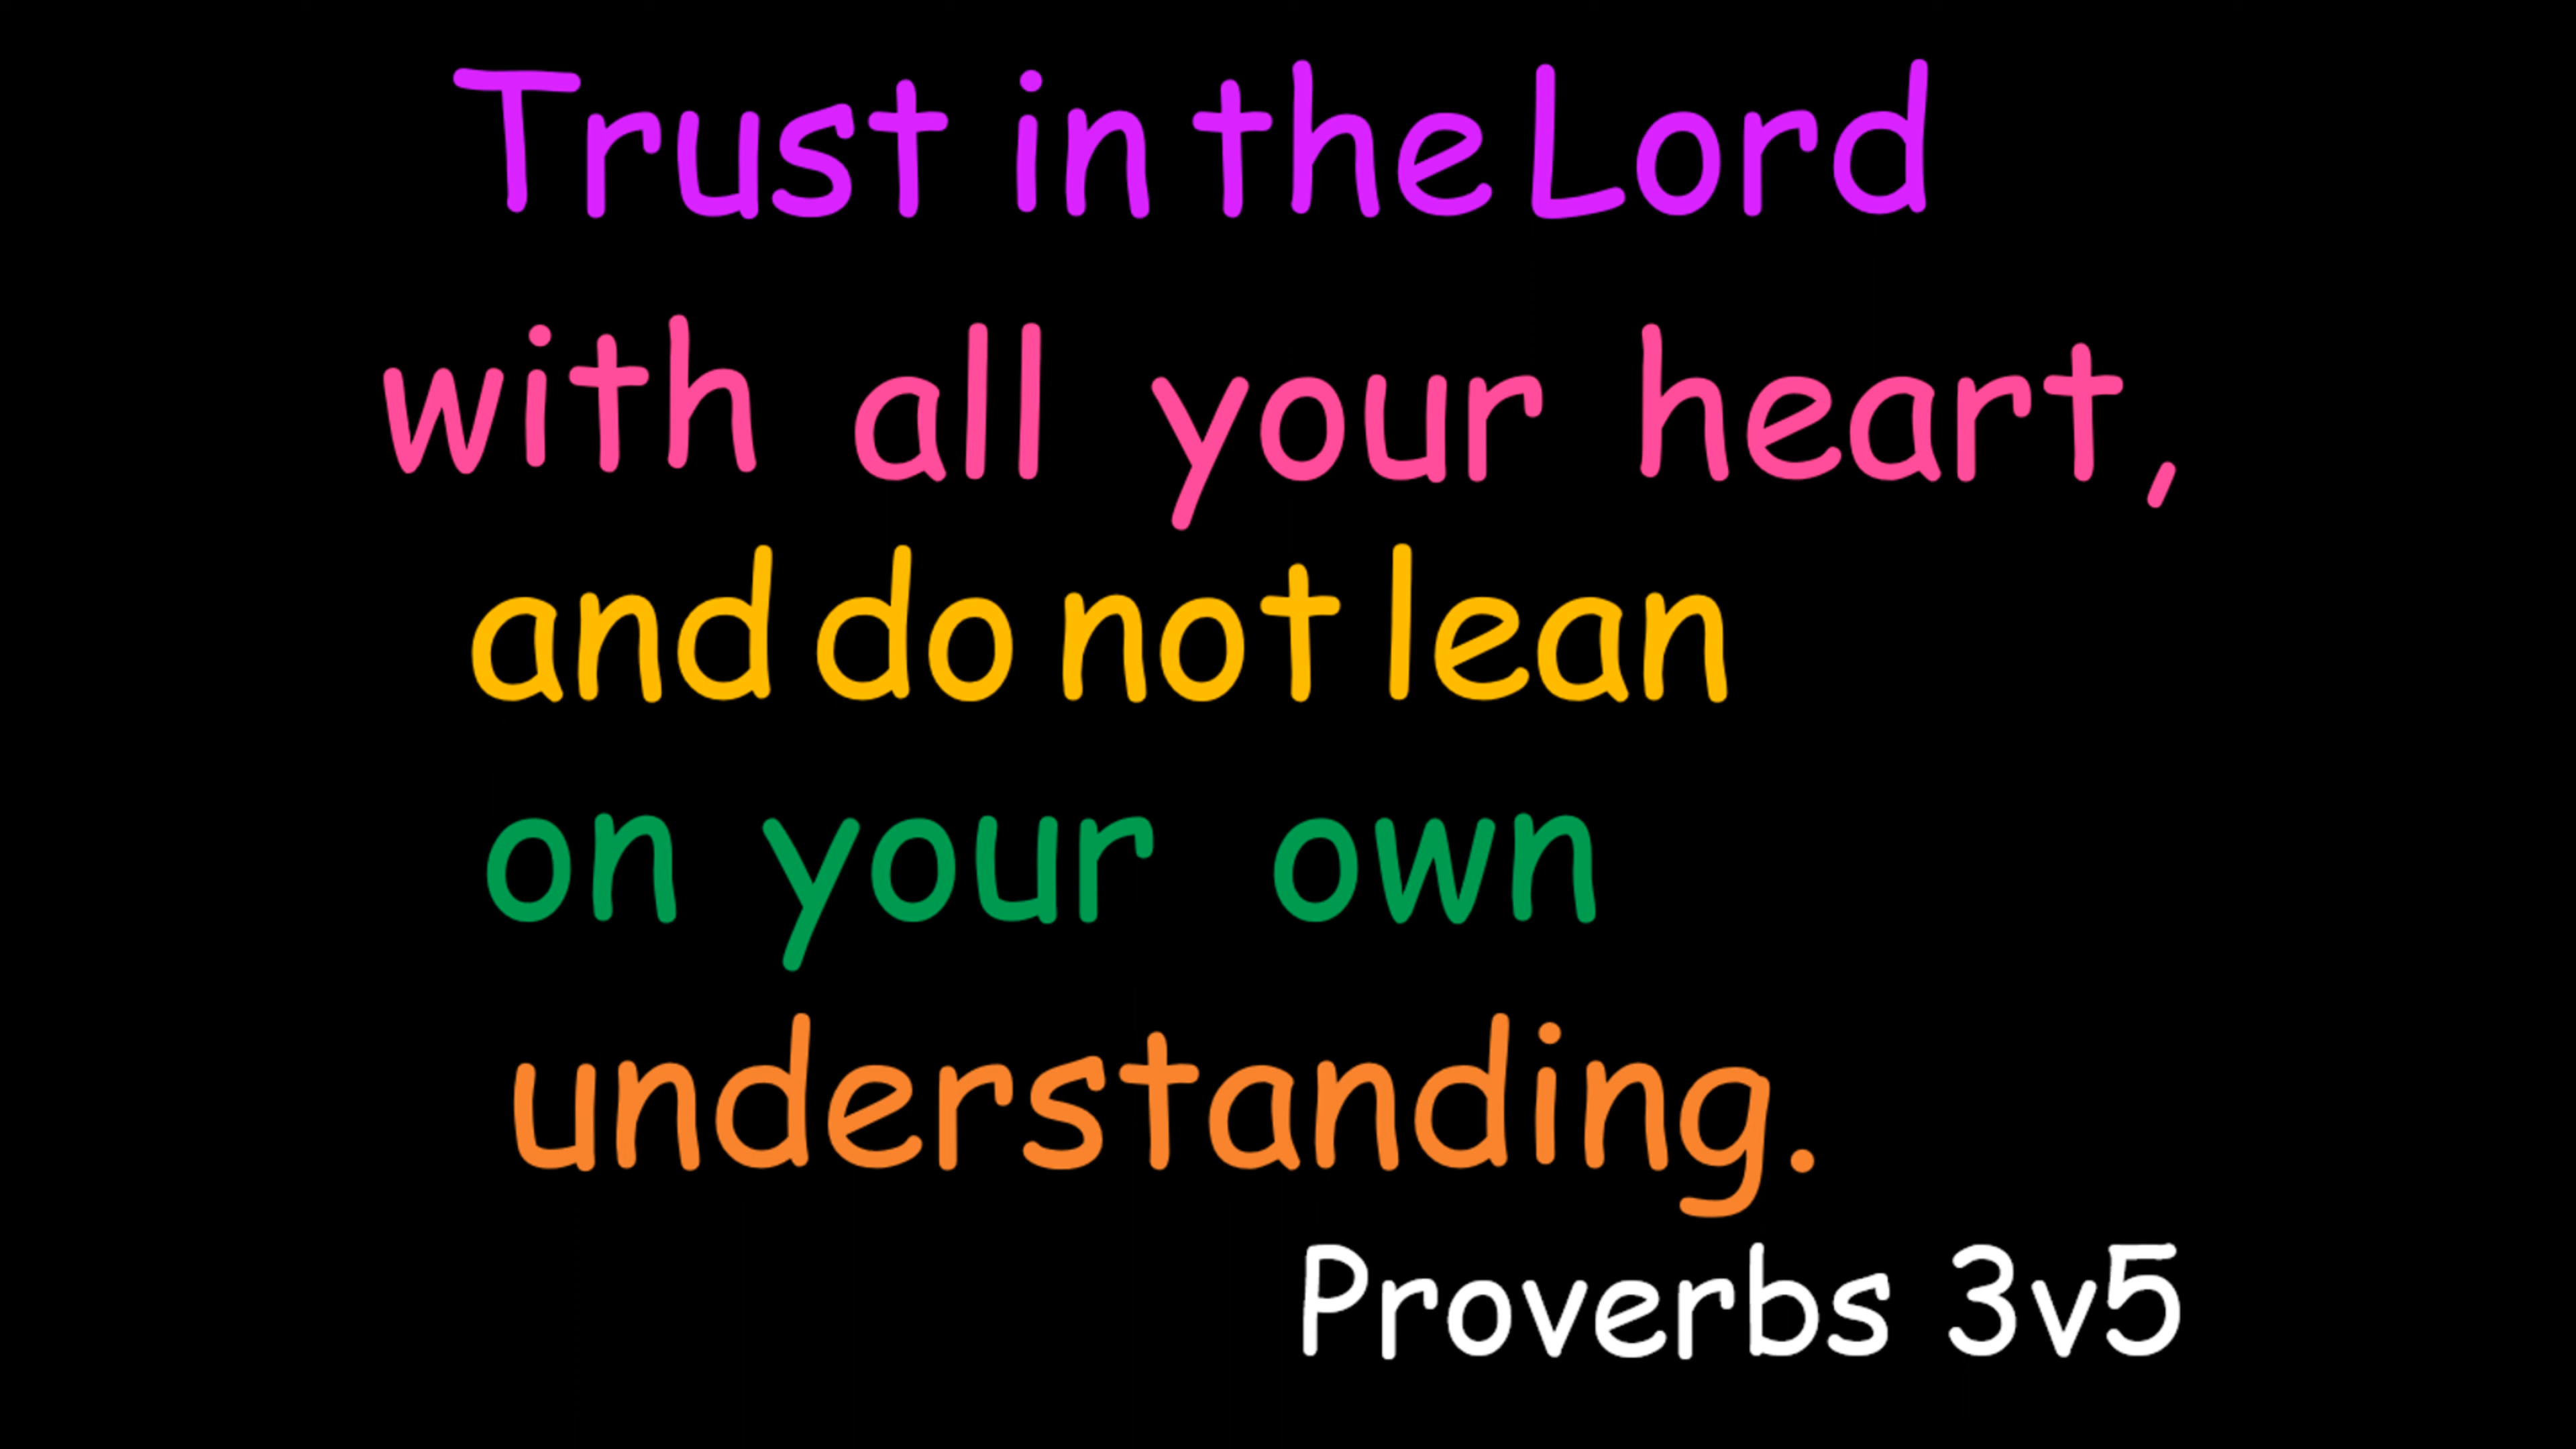 Trust in the Lord
with all your heart,
and do not lean
on your own
understanding.
Proverbs 3v5